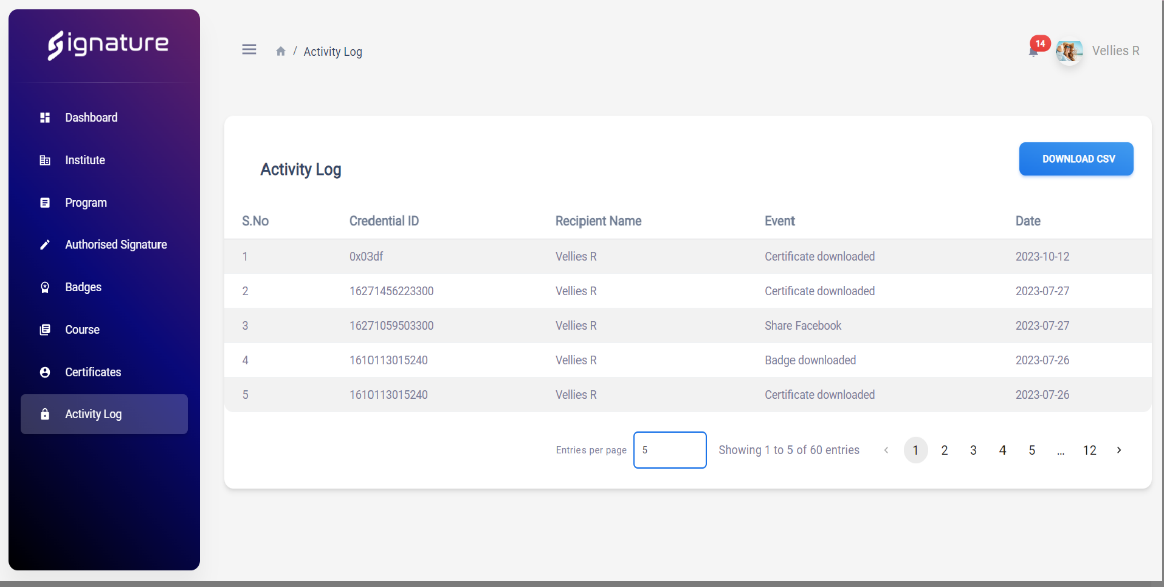 Signature
Dashboard
Institute
Program
Authorised Signature
Badges
Course
Certificates
Activity Log
/ Activity Log
14
Vellies R
Activity Log
DOWNLOAD CSV
S.No Credential ID Recipient Name Event Date
1 0x03df Vellies R Certificate downloaded 2023-10-12
2 16271456223300 Vellies R Certificate downloaded 2023-07-27
3 16271059503300 Vellies R Share Facebook 2023-07-27
4 1610113015240 Vellies R Badge downloaded 2023-07-26
5 1610113015240 Vellies R Certificate downloaded 2023-07-26
Entries per page 5 Showing 1 to 5 of 60 entries ‹ 1 2 3 4 5 ... 12 ›